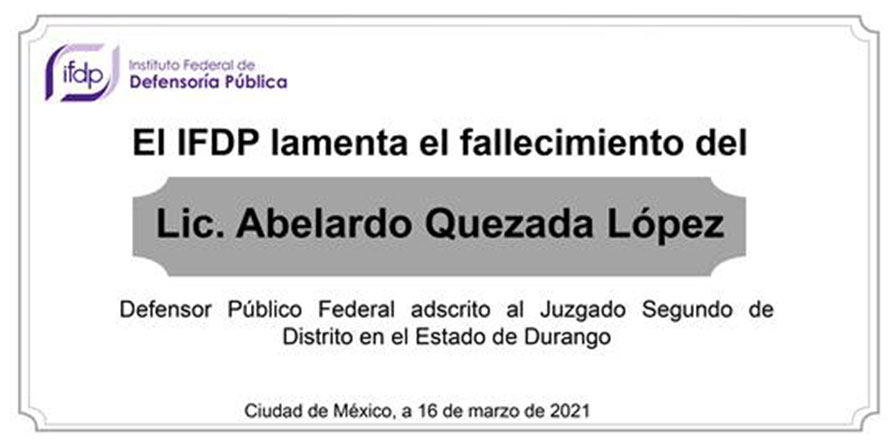 ifdp
Instituto Federal de
Defensoría Pública
El IFDP lamenta el fallecimiento del
Lic. Abelardo Quezada López
Defensor Público Federal adscrito al Juzgado Segundo de
Distrito en el Estado de Durango
Ciudad de México, a 16 de marzo de 2021